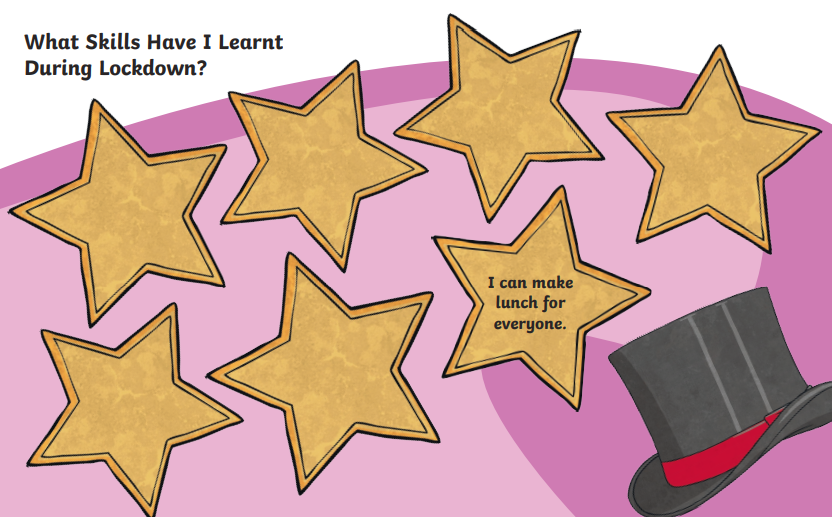 What Skills Have I Learnt
During Lockdown?
I can make
lunch for
everyone.